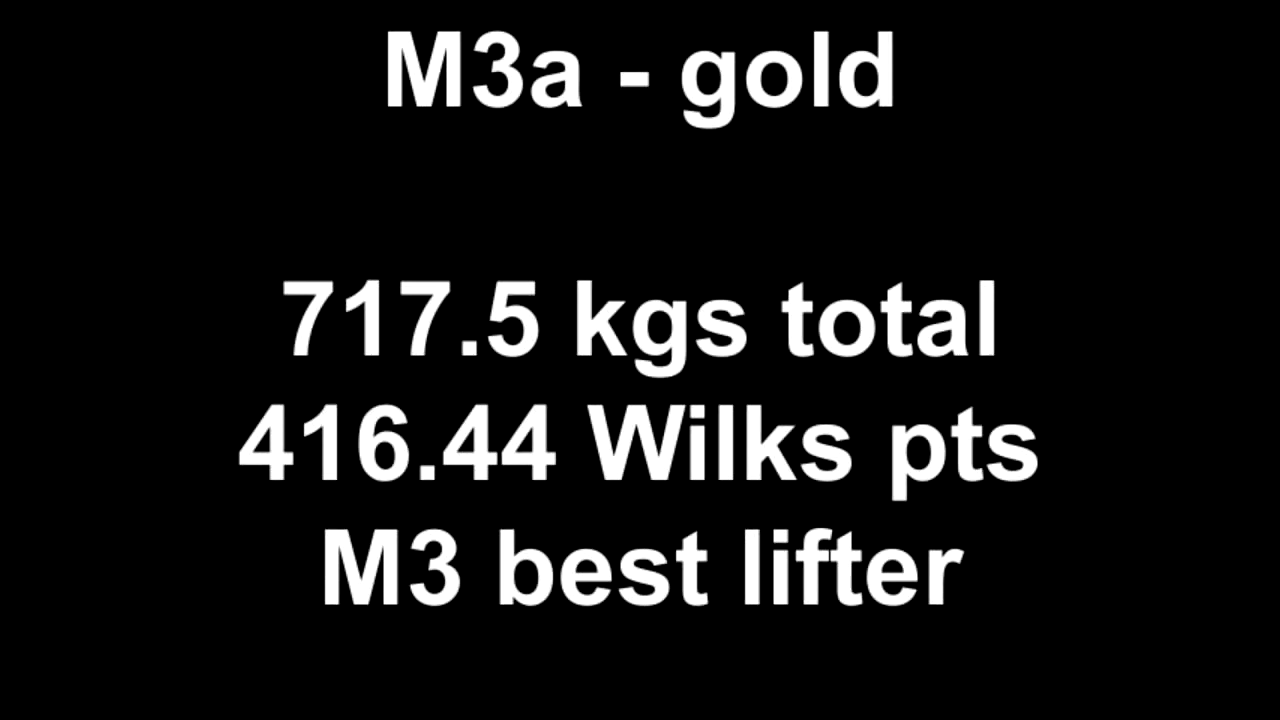 M3a - gold
717.5 kgs total
416.44 Wilks pts
M3 best lifter